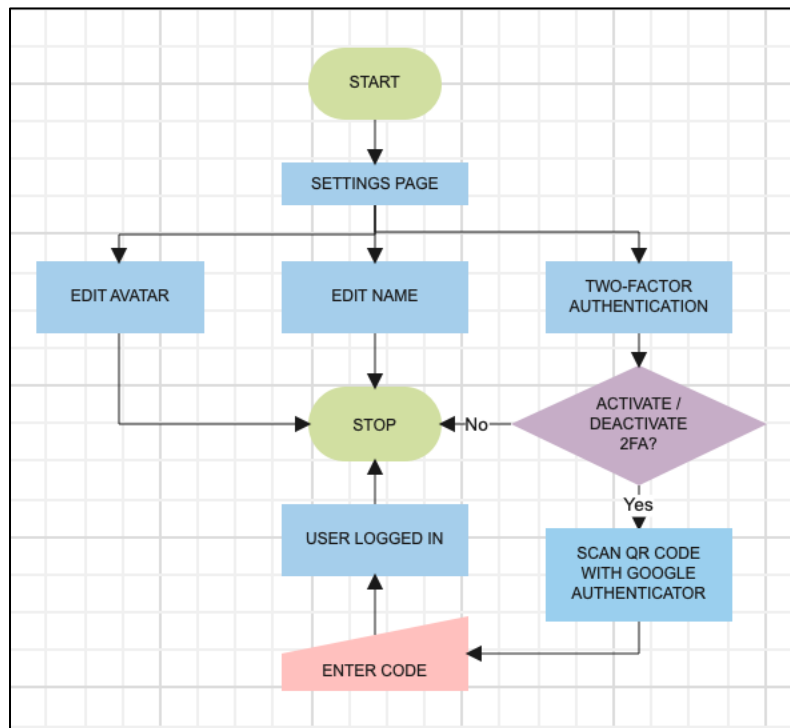 START
SETTINGS PAGE
EDIT AVATAR
EDIT NAME
TWO-FACTOR
AUTHENTICATION
STOP
No
ACTIVATE /
DEACTIVATE
2FA?
Yes
USER LOGGED IN
SCAN QR CODE
WITH GOOGLE
AUTHENTICATOR
ENTER CODE